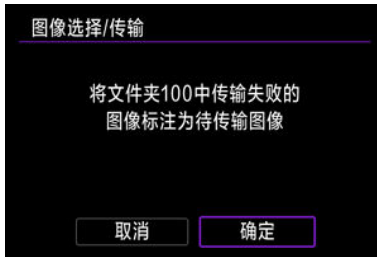 图像选择/传输
将文件夹100中传输失败的
图像标注为待传输图像
取消
确定